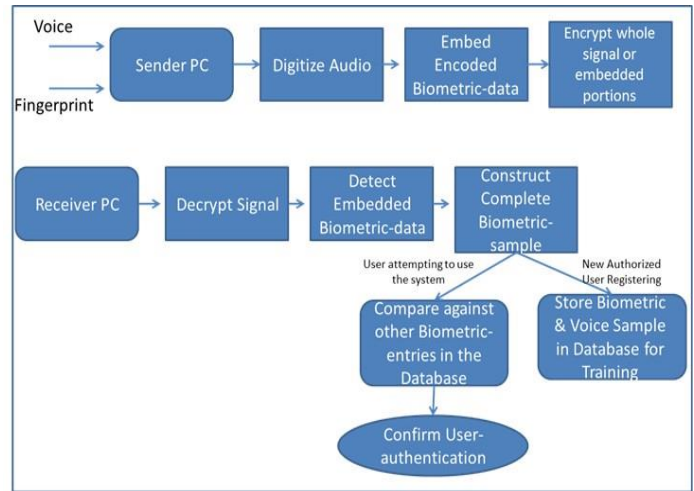 Voice
Fingerprint
Sender PC
Digitize Audio
Embed
Encoded
Biometric-data
Encrypt whole
signal or
embedded
portions
Receiver PC
Decrypt Signal
Detect
Embedded
Biometric-data
Construct
Complete
Biometric-
sample
User attempting to use
the system
New Authorized
User Registering
Compare against
other Biometric-
entries in the
Database
Store Biometric
& Voice Sample
in Database for
Training
Confirm User-
authentication